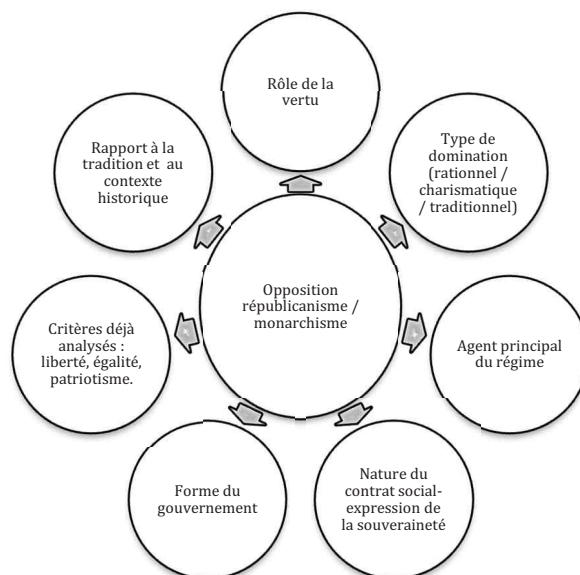 Rôle de la
vertu
Type de
domination
(rationnel /
charismatique
/ traditionnel)
Agent principal
du régime
Nature du
contrat social-
expression de
la souveraineté
Forme du
gouvernement
Critères déjà
analysés :
liberté, égalité,
patriotisme.
Rapport à la
tradition et au
contexte
historique
Opposition
républicanisme /
monarchisme